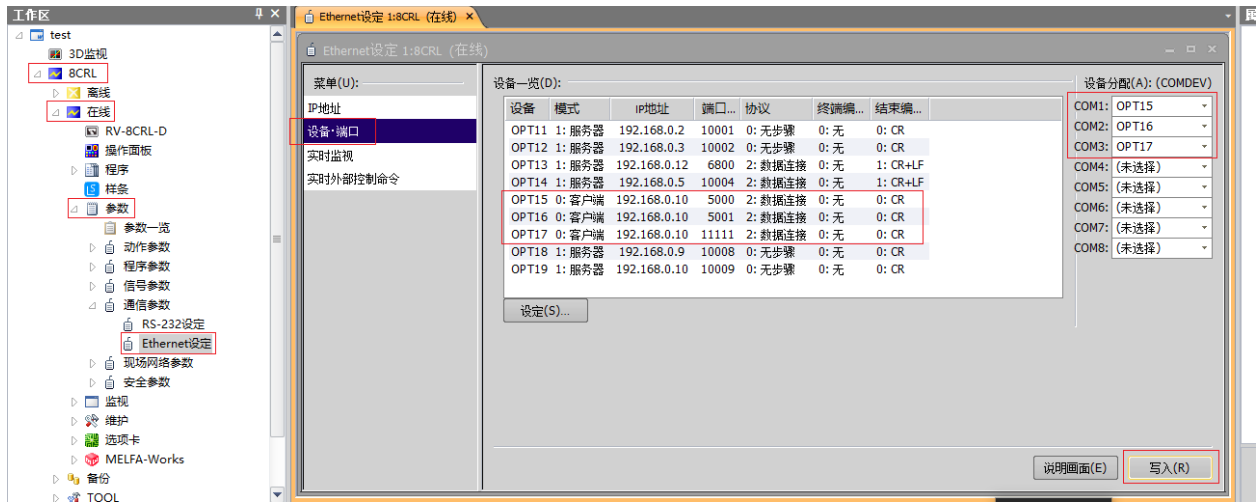 工作区
test
3D监视
8CRL
离线
在线
RV-8CRL-D
操作面板
程序
样条
参数
参数一览
动作参数
程序参数
信号参数
通信参数
RS-232设定
Ethernet设定
现场网络参数
安全参数
监视
维护
选项卡
MELFA-Works
备份
TOOL
Ethernet设定 1:8CRL (在线)
Ethernet设定 1:8CRL (在线)
菜单(U):
IP地址
设备·端口
实时监视
实时外部控制命令
设备一览(D):
设备 模式 IP地址 端口... 协议 终端编... 结束编...
OPT11 1: 服务器 192.168.0.2 10001 0: 无步骤 0: 无 0: CR
OPT12 1: 服务器 192.168.0.3 10002 0: 无步骤 0: 无 0: CR
OPT13 1: 服务器 192.168.0.12 6800 2: 数据连接 0: 无 1: CR+LF
OPT14 1: 服务器 192.168.0.5 10004 2: 数据连接 0: 无 1: CR+LF
OPT15 0: 客户端 192.168.0.10 5000 2: 数据连接 0: 无 0: CR
OPT16 0: 客户端 192.168.0.10 5001 2: 数据连接 0: 无 0: CR
OPT17 0: 客户端 192.168.0.10 11111 2: 数据连接 0: 无 0: CR
OPT18 1: 服务器 192.168.0.9 10008 0: 无步骤 0: 无 0: CR
OPT19 1: 服务器 192.168.0.10 10009 0: 无步骤 0: 无 0: CR
设定(S)...
设备分配(A): (COMDEV)
COM1: OPT15
COM2: OPT16
COM3: OPT17
COM4: (未选择)
COM5: (未选择)
COM6: (未选择)
COM7: (未选择)
COM8: (未选择)
说明画面(E)
写入(R)